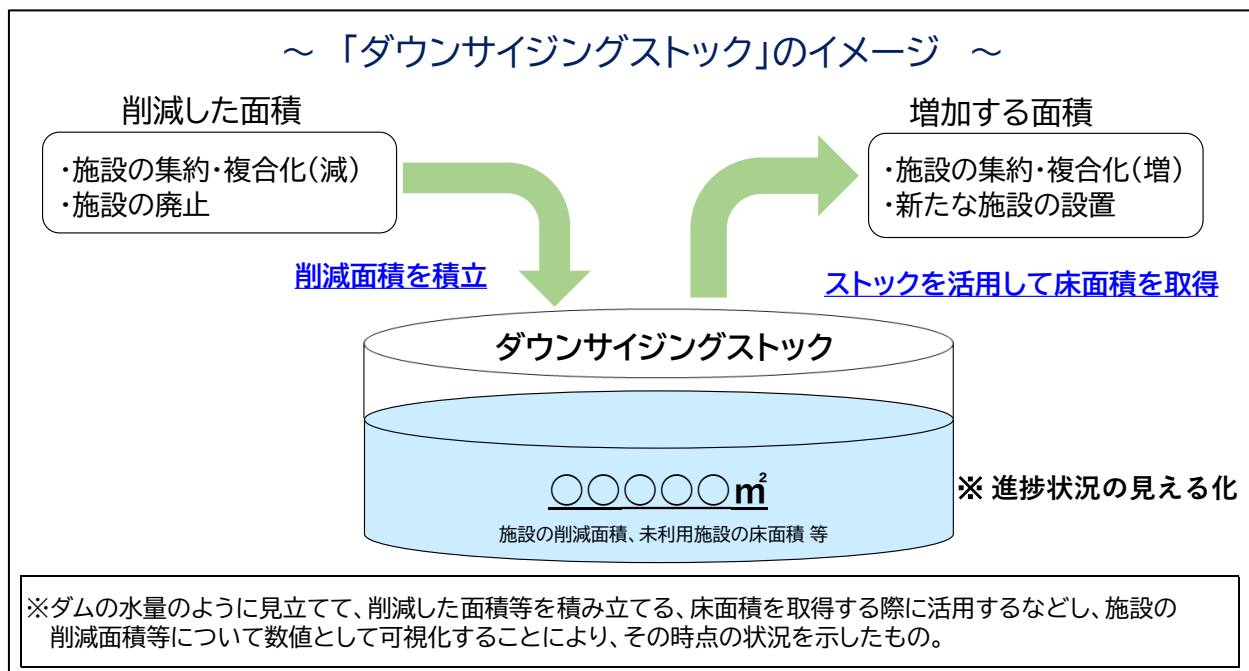 ～ 「ダウンサイジングストック」のイメージ ～
削減した面積
・施設の集約・複合化（減）
・施設の廃止
増加する面積
・施設の集約・複合化（増）
・新たな施設の設置
削減面積を積立
ストックを活用して床面積を取得
ダウンサイジングストック
○○○○○㎡
施設の削減面積、未利用施設の床面積 等
※ 進捗状況の見える化
※ダムの水量のように見立てて、削減した面積等を積み立てる、床面積を取得する際に活用するなどし、施設の
削減面積等について数値として可視化することにより、その時点の状況を示したもの。